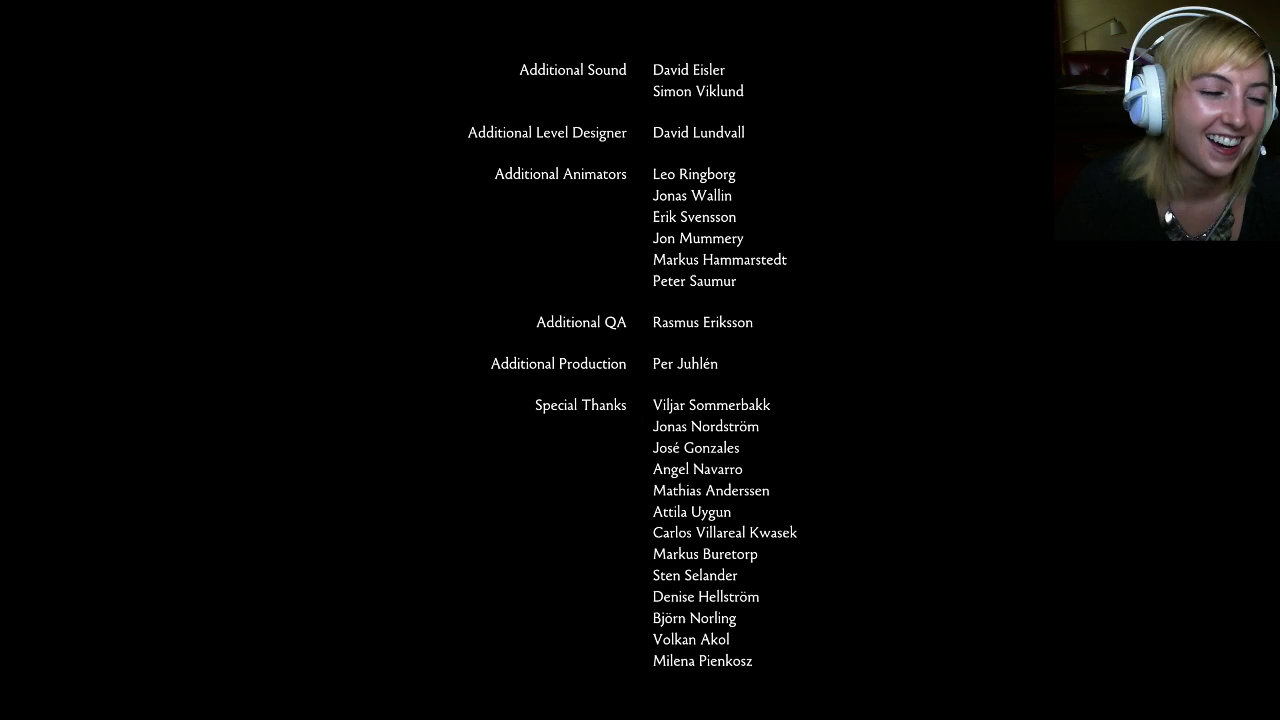 Additional Sound David Eisler
Simon Viklund
Additional Level Designer David Lundvall
Additional Animators Leo Ringborg
Jonas Wallin
Erik Svensson
Jon Mummery
Markus Hammarstedt
Peter Saumur
Additional QA Rasmus Eriksson
Additional Production Per Juhlén
Special Thanks Viljar Sommerbakk
Jonas Nordström
José Gonzales
Angel Navarro
Mathias Anderssen
Attila Uygun
Carlos Villareal Kwasek
Markus Buretorp
Sten Selander
Denise Hellström
Björn Norling
Volkan Akol
Milena Pienkosz